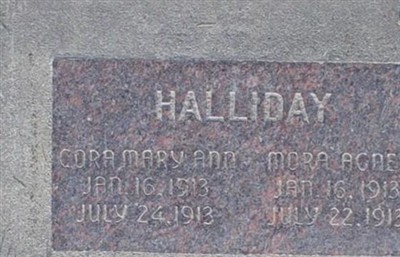 HALLIDAY
CORA MARY ANN MORA AGNE
JAN. 16, 1913 JAN. 16, 1913
JULY 24, 1913 JULY 22, 1913